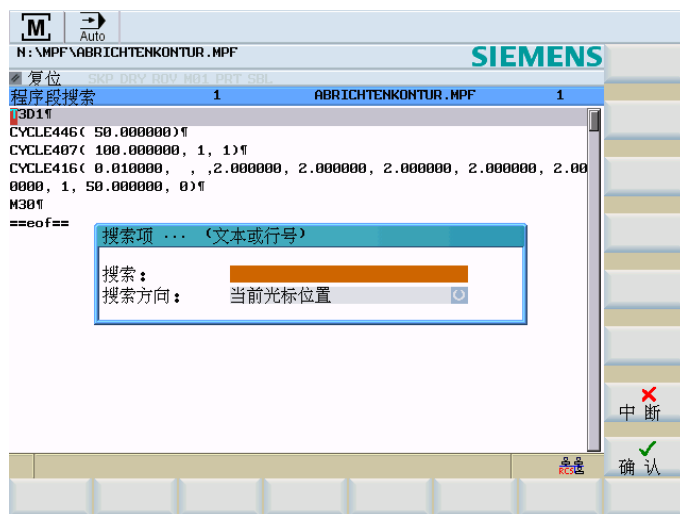 M
Auto
N:\MPF\ABRICHTENKONTUR.MPF
SIEMENS
复位 SKP DRY ROV M01 PRT SBL
程序段搜索 1 ABRICHTENKONTUR.MPF 1
T3D1¶
CYCLE446( 50.000000)¶
CYCLE407( 100.000000, 1, 1)¶
CYCLE416( 0.010000, , ,2.000000, 2.000000, 2.000000, 2.000000, 2.00
0000, 1, 50.000000, 0)¶
M30¶
==eof==
搜索项 ... (文本或行号)
搜索:
搜索方向: 当前光标位置
中断
RCS
确认